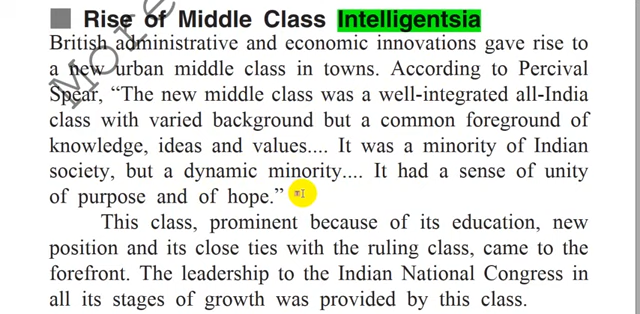 Rise of Middle Class Intelligentsia
British administrative and economic innovations gave rise to
a new urban middle class in towns. According to Percival
Spear, “The new middle class was a well-integrated all-India
class with varied background but a common foreground of
knowledge, ideas and values.... It was a minority of Indian
society, but a dynamic minority.... It had a sense of unity
of purpose and of hope.”
This class, prominent because of its education, new
position and its close ties with the ruling class, came to the
forefront. The leadership to the Indian National Congress in
all its stages of growth was provided by this class.
More